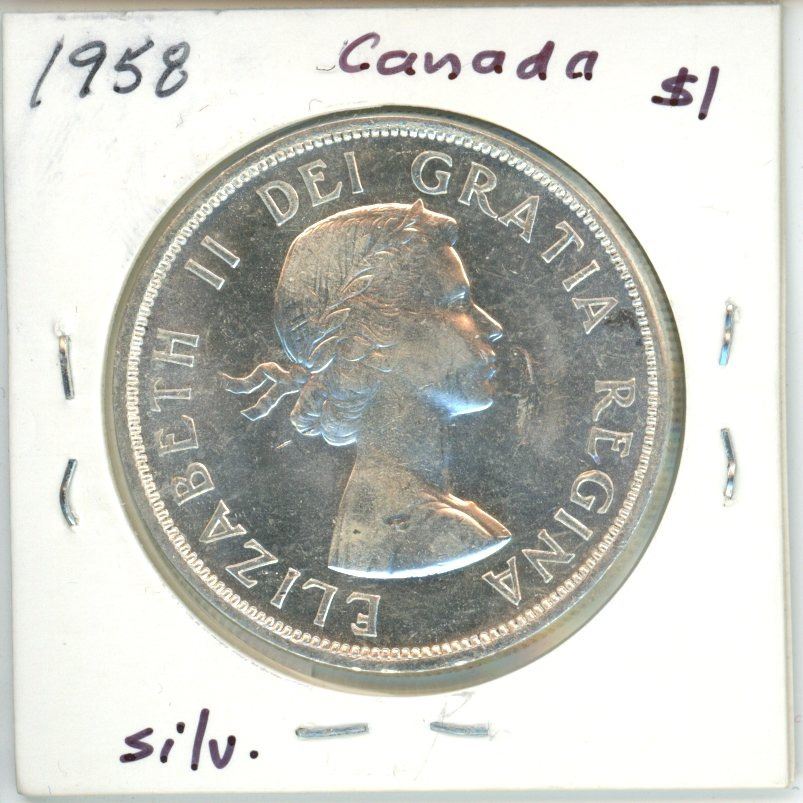 1958 Canada $1
ELIZABETH II DEI GRATIA REGINA
silv.